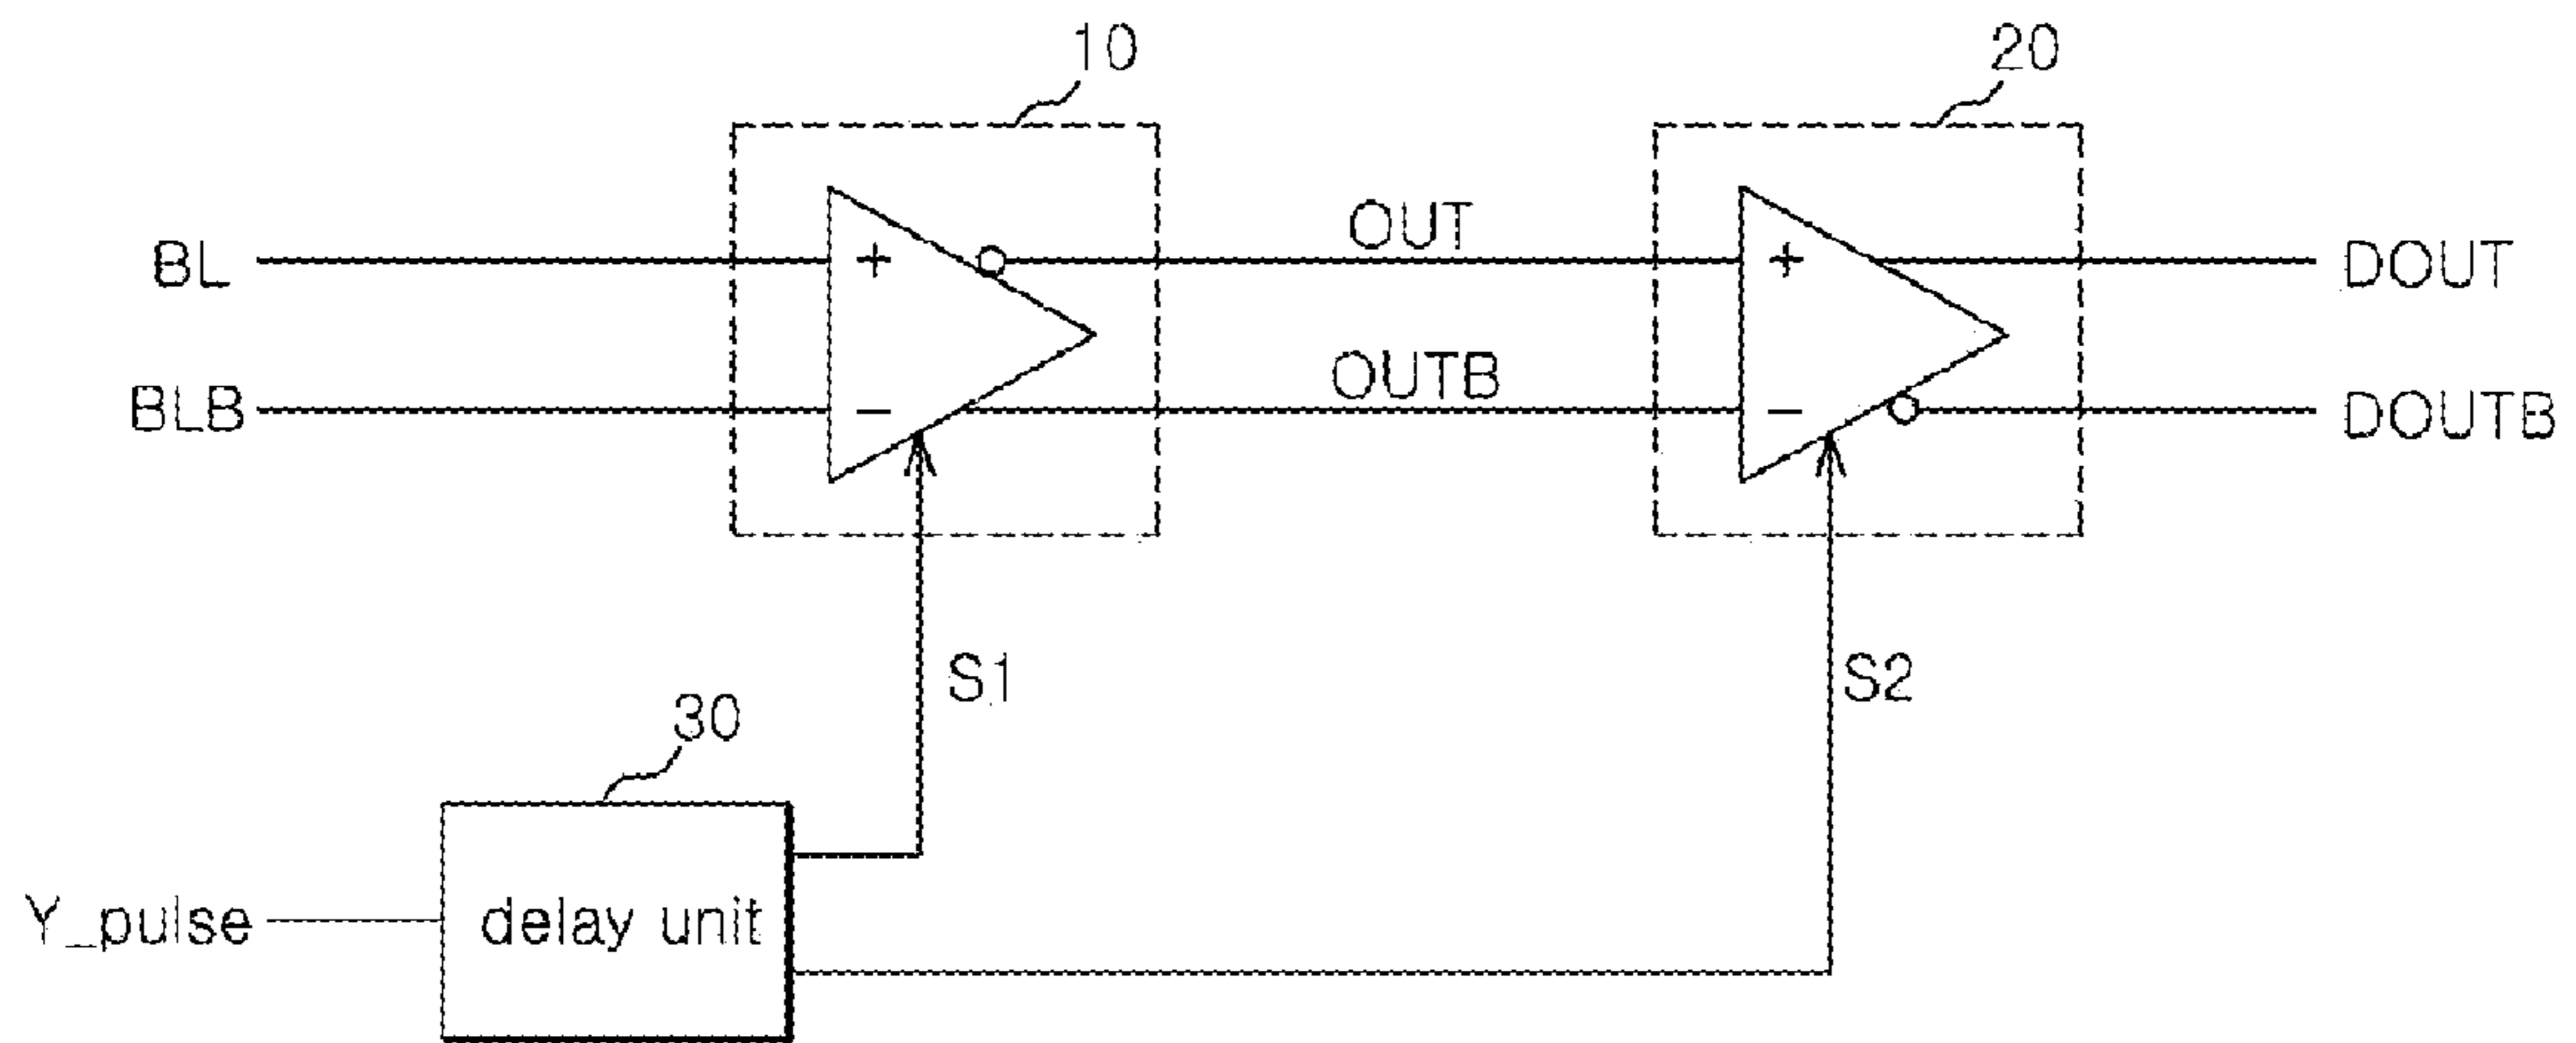 10
20
BL
OUT
DOUT
BLB
OUTB
DOUTB
+
−
+
−
S1
S2
30
Y_pulse
delay unit